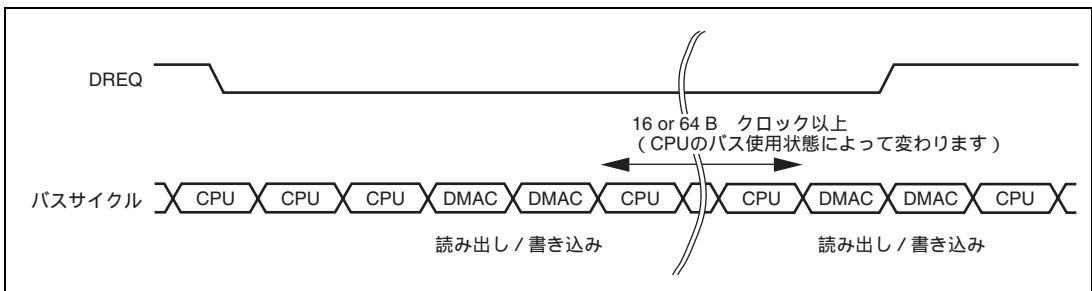 DREQ
16 or 64 B クロック以上
(CPUのバス使用状態によって変わります)
バスサイクル CPU CPU CPU DMAC DMAC CPU CPU DMAC DMAC CPU
読み出し / 書き込み 読み出し / 書き込み